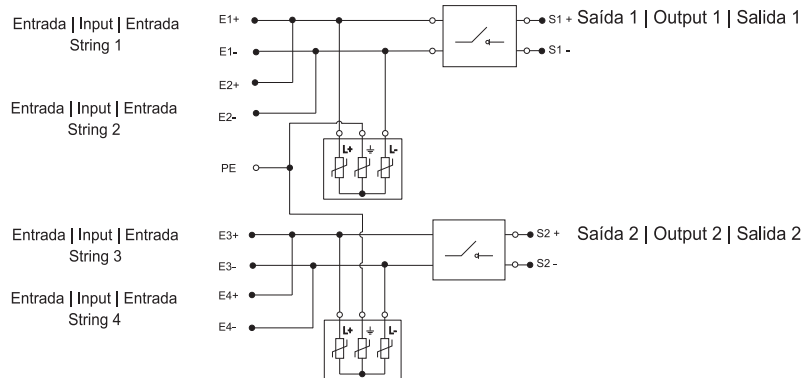 Entrada | Input | Entrada
String 1
E1+
E1-
S1 +
S1 -
Saída 1 | Output 1 | Salida 1
E2+
E2-
Entrada | Input | Entrada
String 2
PE
L+
L-
Entrada | Input | Entrada
String 3
E3+
E3-
S2 +
S2 -
Saída 2 | Output 2 | Salida 2
Entrada | Input | Entrada
String 4
E4+
E4-
L+
L-